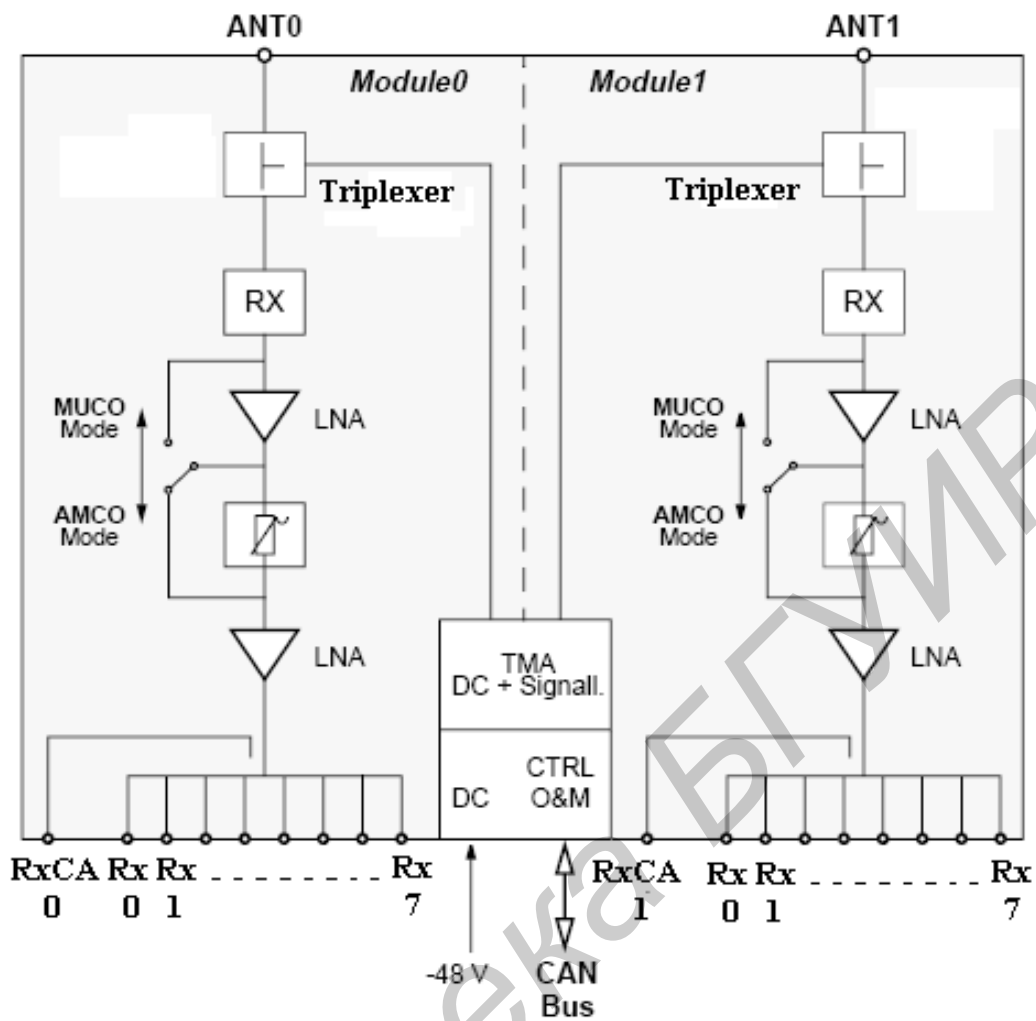 ANT0
ANT1
Module0
Module1
Triplexer
Triplexer
RX
RX
MUCO
Mode
LNA
MUCO
Mode
LNA
AMCO
Mode
AMCO
Mode
LNA
LNA
TMA
DC + Signall.
DC
CTRL
O&M
RxCA Rx Rx - - - - - - - - - Rx
0 0 1 7
RxCA Rx Rx - - - - - - - - - - Rx
1 0 1 7
-48 V
CAN
Bus
ека БГУИР